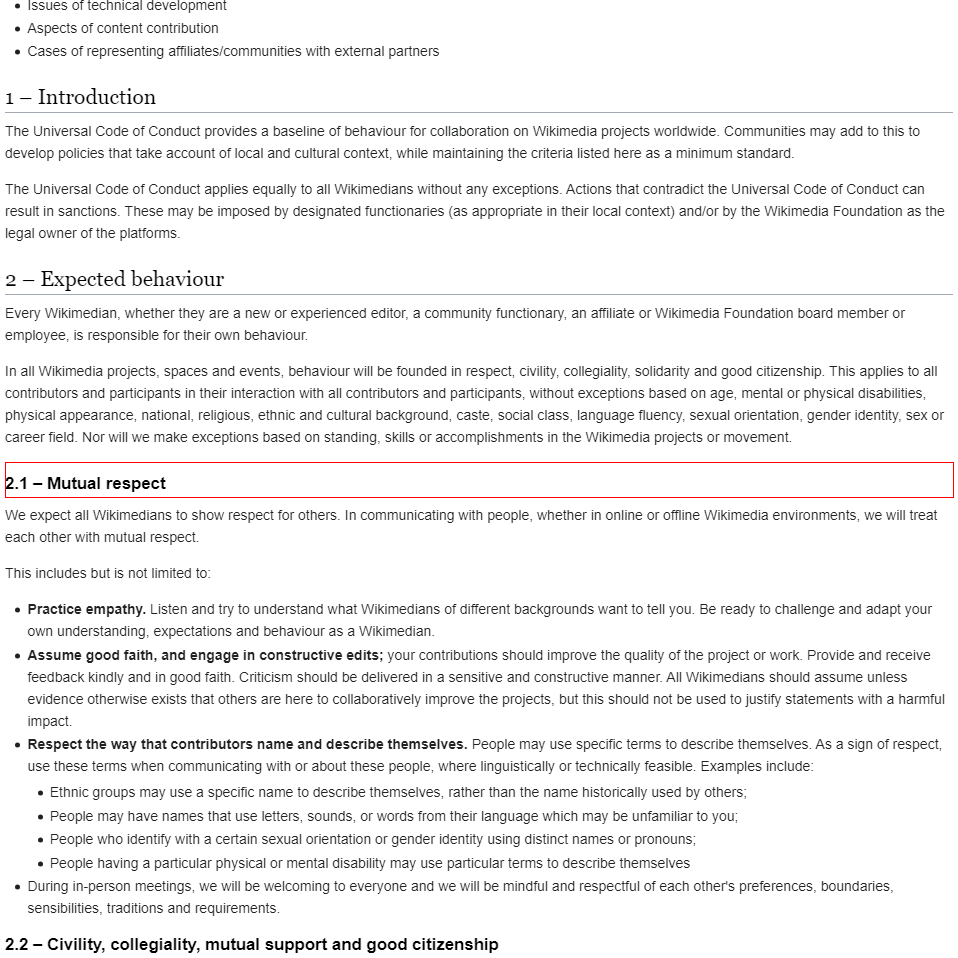 • Issues of technical development
• Aspects of content contribution
• Cases of representing affiliates/communities with external partners
1 – Introduction
The Universal Code of Conduct provides a baseline of behaviour for collaboration on Wikimedia projects worldwide. Communities may add to this to
develop policies that take account of local and cultural context, while maintaining the criteria listed here as a minimum standard.
The Universal Code of Conduct applies equally to all Wikimedians without any exceptions. Actions that contradict the Universal Code of Conduct can
result in sanctions. These may be imposed by designated functionaries (as appropriate in their local context) and/or by the Wikimedia Foundation as the
legal owner of the platforms.
2 – Expected behaviour
Every Wikimedian, whether they are a new or experienced editor, a community functionary, an affiliate or Wikimedia Foundation board member or
employee, is responsible for their own behaviour.
In all Wikimedia projects, spaces and events, behaviour will be founded in respect, civility, collegiality, solidarity and good citizenship. This applies to all
contributors and participants in their interaction with all contributors and participants, without exceptions based on age, mental or physical disabilities,
physical appearance, national, religious, ethnic and cultural background, caste, social class, language fluency, sexual orientation, gender identity, sex or
career field. Nor will we make exceptions based on standing, skills or accomplishments in the Wikimedia projects or movement.
2.1 – Mutual respect
We expect all Wikimedians to show respect for others. In communicating with people, whether in online or offline Wikimedia environments, we will treat
each other with mutual respect.
This includes but is not limited to:
• Practice empathy. Listen and try to understand what Wikimedians of different backgrounds want to tell you. Be ready to challenge and adapt your
own understanding, expectations and behaviour as a Wikimedian.
• Assume good faith, and engage in constructive edits; your contributions should improve the quality of the project or work. Provide and receive
feedback kindly and in good faith. Criticism should be delivered in a sensitive and constructive manner. All Wikimedians should assume unless
evidence otherwise exists that others are here to collaboratively improve the projects, but this should not be used to justify statements with a harmful
impact.
• Respect the way that contributors name and describe themselves. People may use specific terms to describe themselves. As a sign of respect,
use these terms when communicating with or about these people, where linguistically or technically feasible. Examples include:
• Ethnic groups may use a specific name to describe themselves, rather than the name historically used by others;
• People may have names that use letters, sounds, or words from their language which may be unfamiliar to you;
• People who identify with a certain sexual orientation or gender identity using distinct names or pronouns;
• People having a particular physical or mental disability may use particular terms to describe themselves
• During in-person meetings, we will be welcoming to everyone and we will be mindful and respectful of each other's preferences, boundaries,
sensibilities, traditions and requirements.
2.2 – Civility, collegiality, mutual support and good citizenship